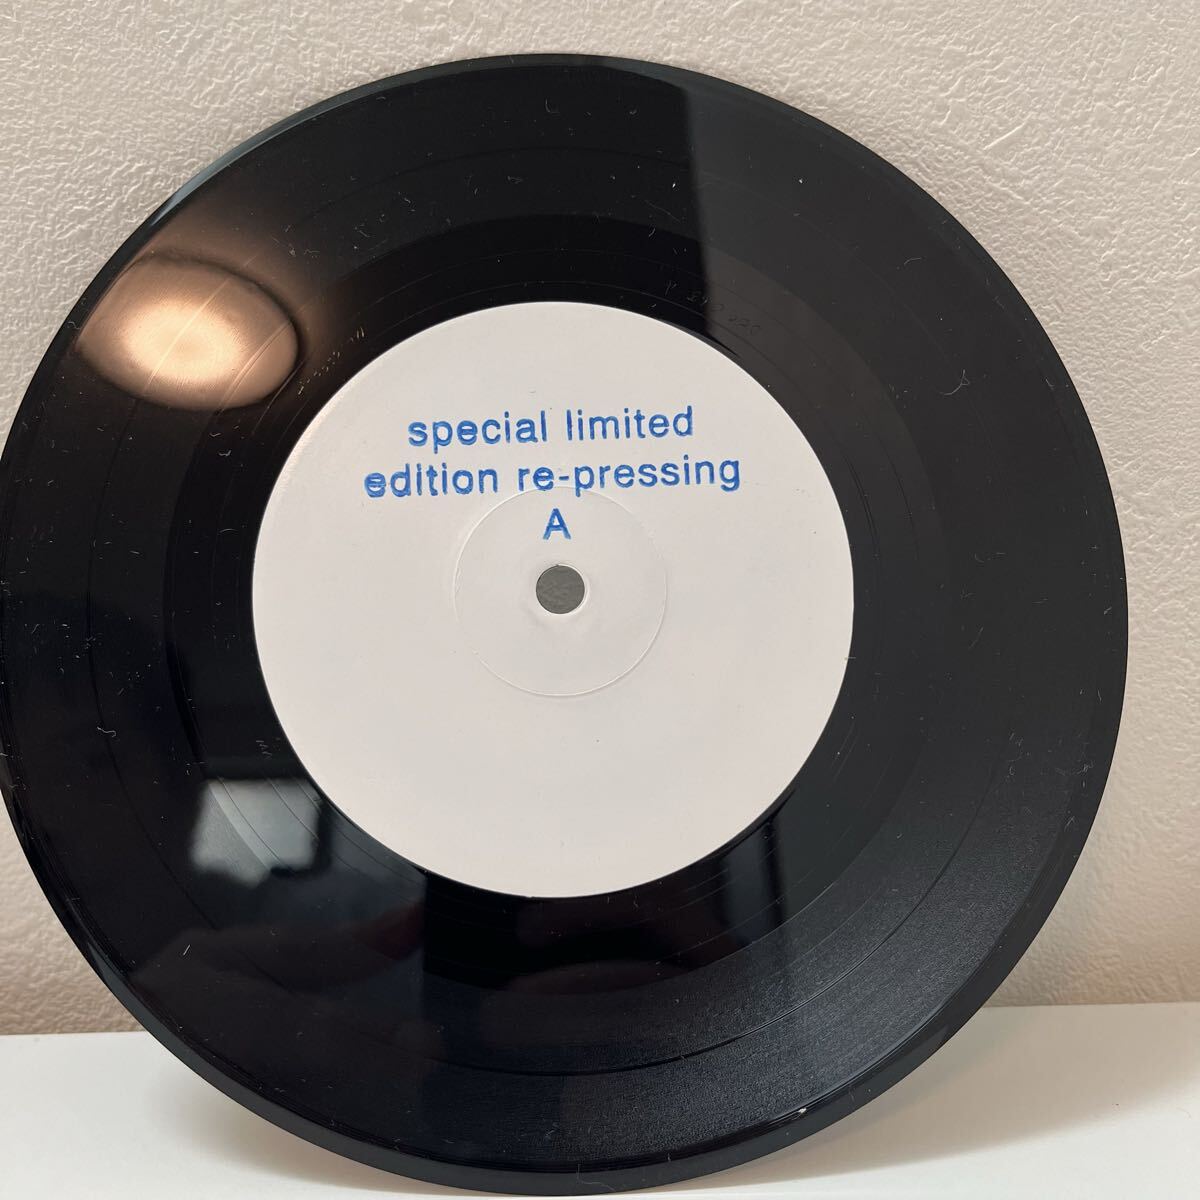 special limited
edition re-pressing
A